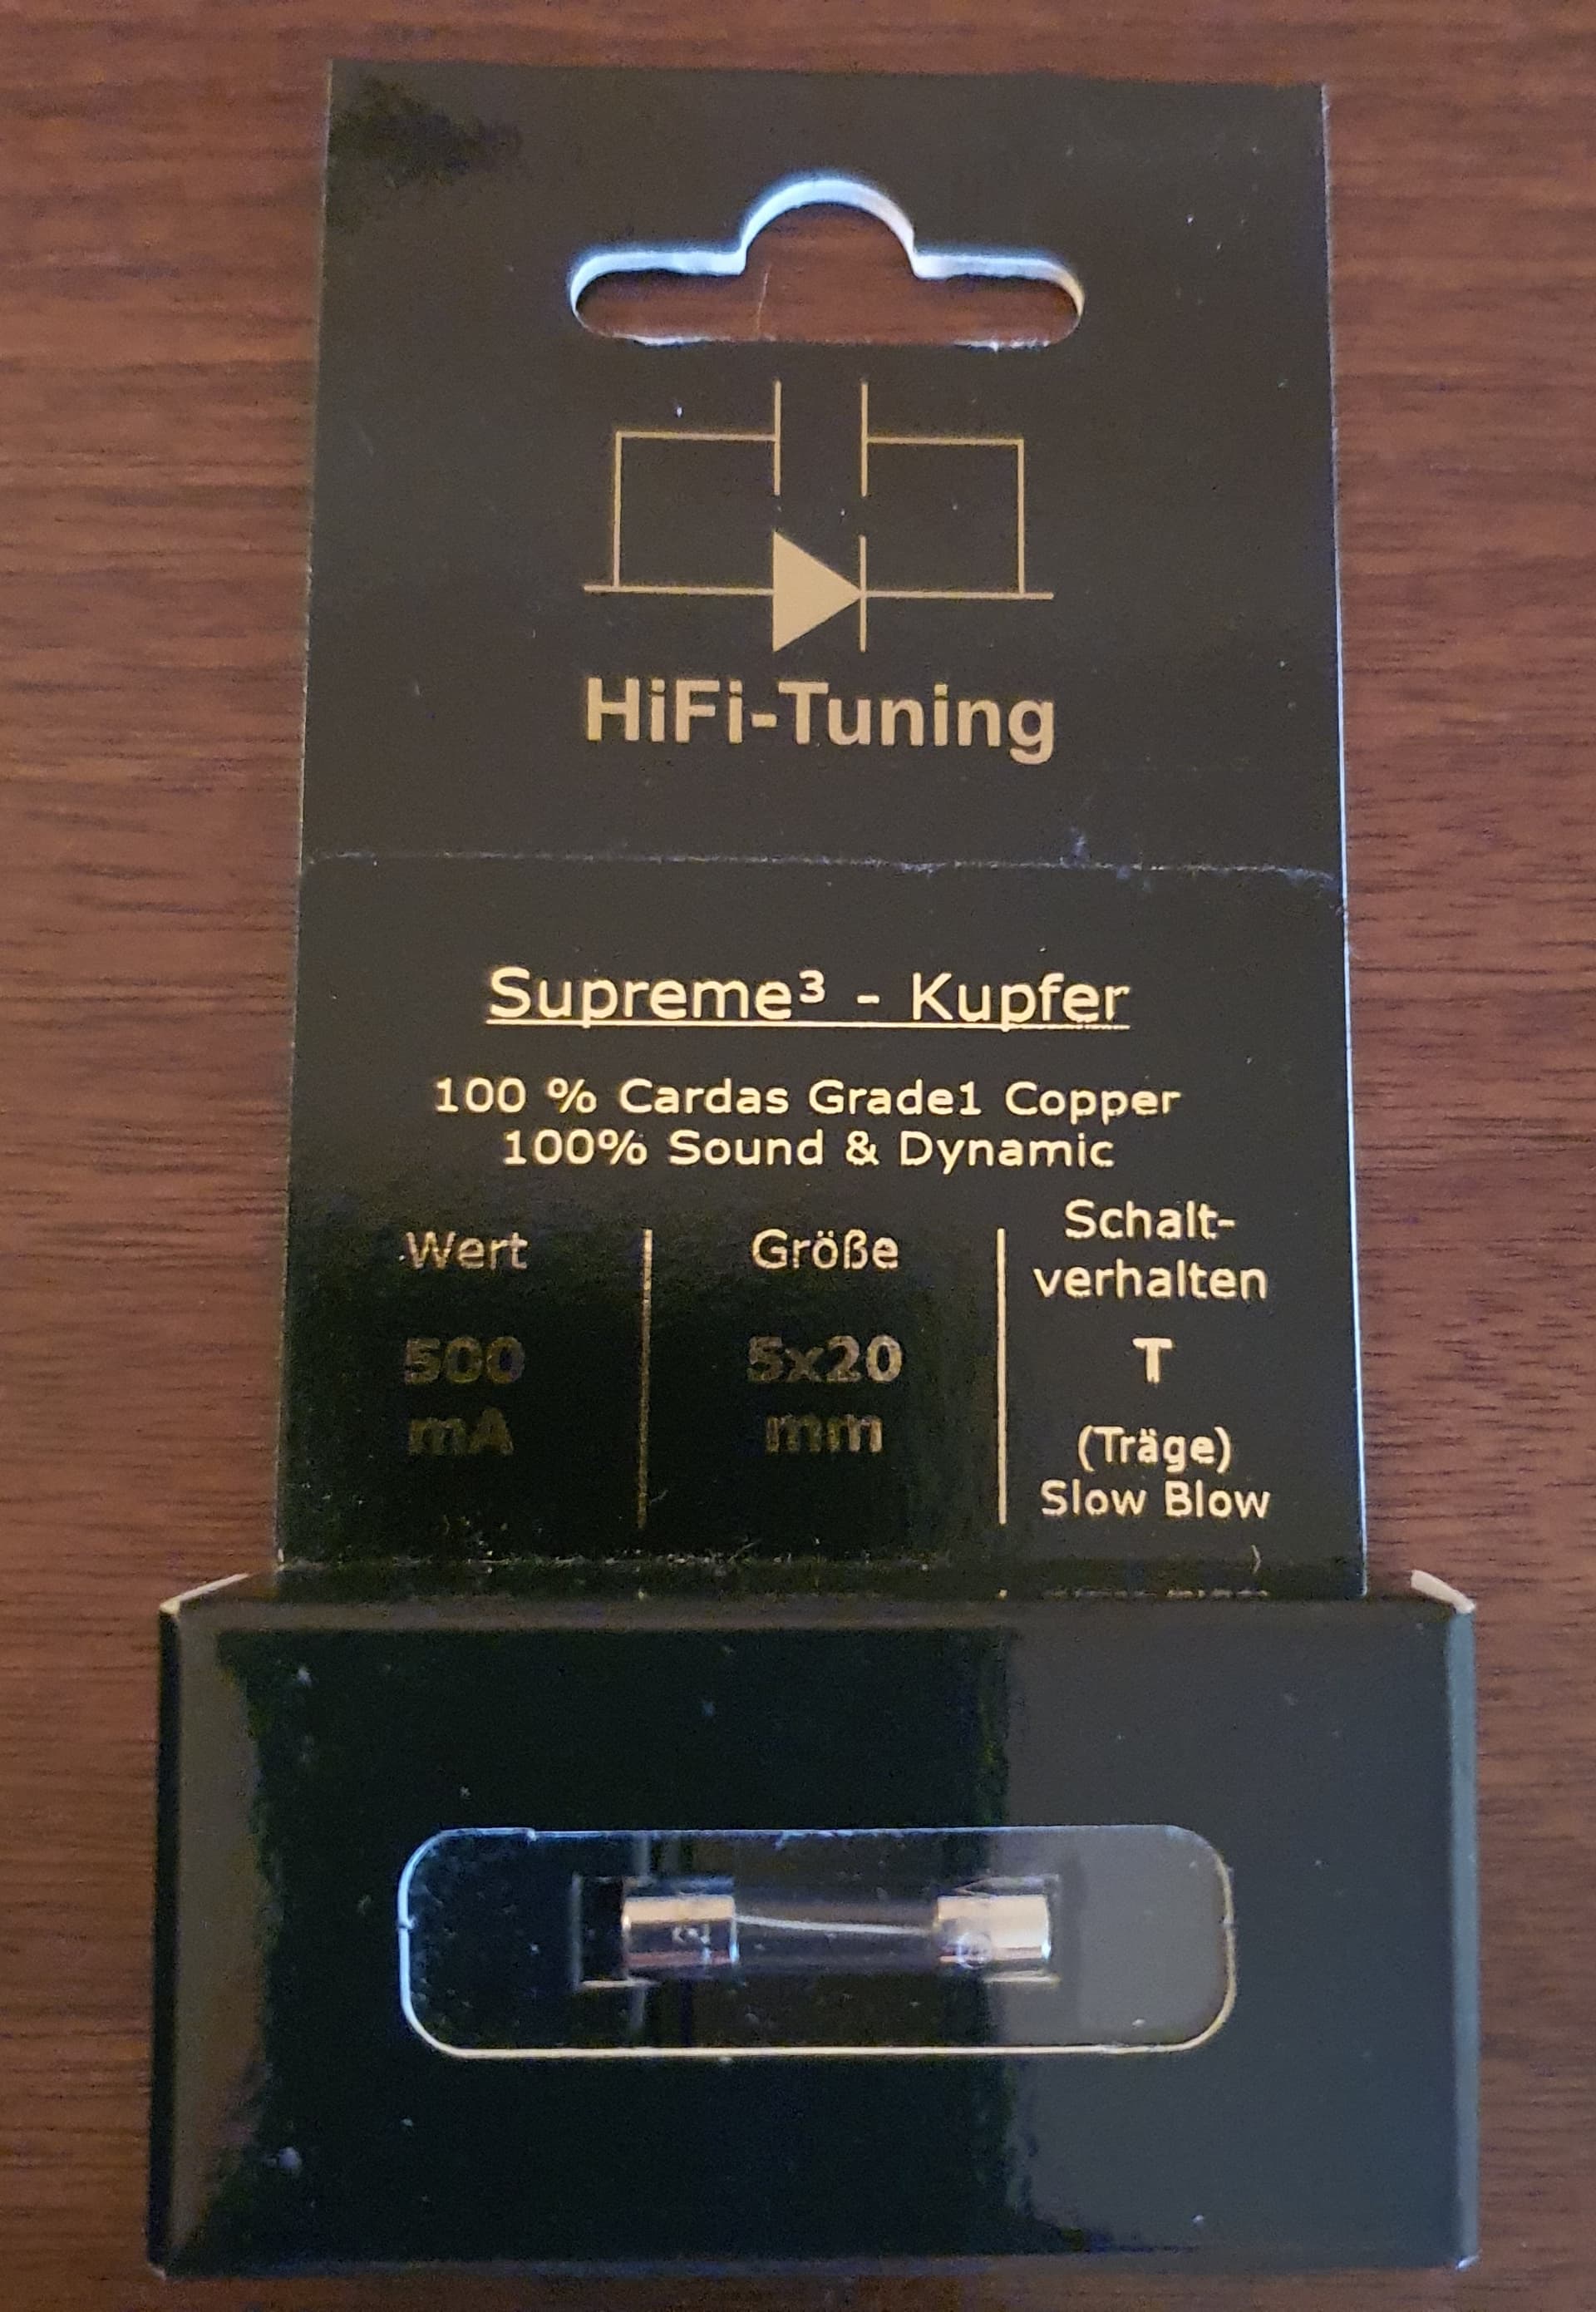 HiFi-Tuning
Supreme³ - Kupfer
100 % Cardas Grade1 Copper
100% Sound & Dynamic
Wert
500
mA
Größe
5x20
mm
Schalt-
verhalten
T
(Träge)
Slow Blow